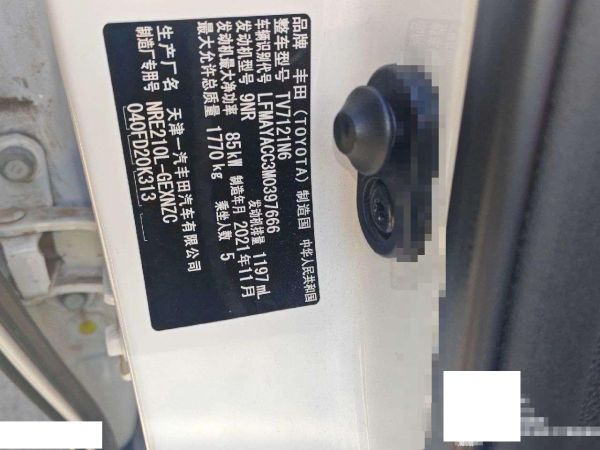 品牌 丰田（TOYOTA） 制造国 中华人民共和国
整车型号 TV7121N6
车辆识别代号 LFMAY7ACC3M0397666
发动机型号 9NR 发动机排量 1197mL
发动机最大净功率 85kW 制造年月 2021年11月
最大允许总质量 1770kg 乘坐人数 5
生产厂名 天津一汽丰田汽车有限公司
制造厂专用号 NRE210L-GEXNZC
040FD20K313